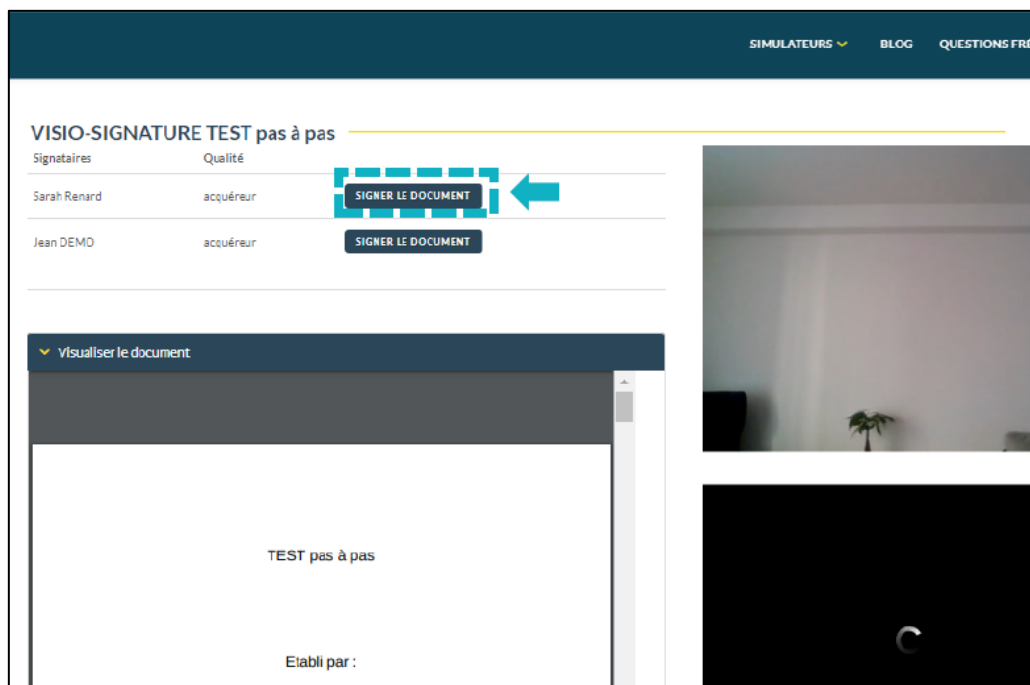 SIMULATEURS BLOG QUESTIONS FRÉ
VISIO-SIGNATURE TEST pas à pas
Signataires Qualité
Sarah Renard acquéreur SIGNER LE DOCUMENT
Jean DEMO acquéreur SIGNER LE DOCUMENT
Visualiser le document
TEST pas à pas
Etabli par :